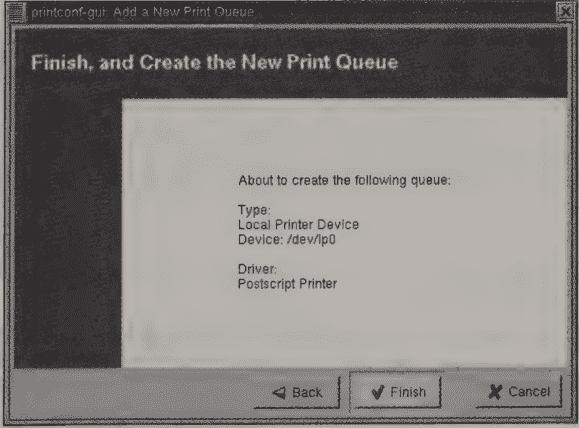 printconf-gui: Add a New Print Queue
Finish, and Create the New Print Queue
About to create the following queue:
Type:
Local Printer Device
Device: /dev/lp0
Driver:
Postscript Printer
Back
Finish
Cancel